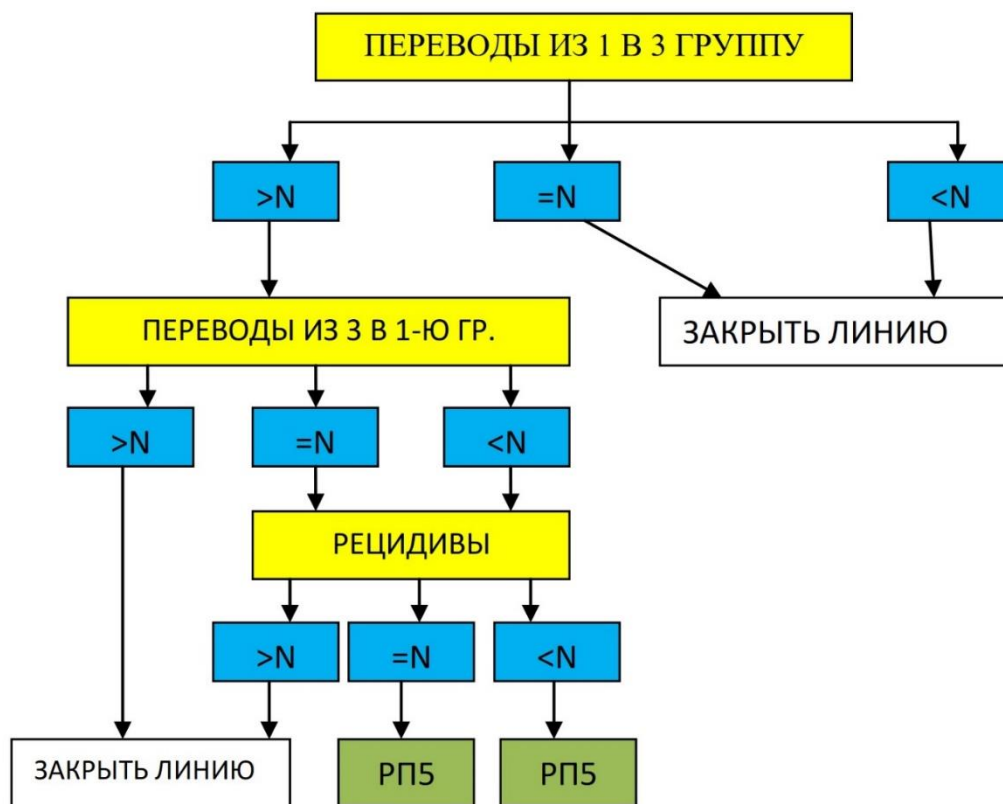 ПЕРЕВОДЫ ИЗ 1 В 3 ГРУППУ
>N
=N
<N
ПЕРЕВОДЫ ИЗ 3 В 1-Ю ГР.
ЗАКРЫТЬ ЛИНИЮ
>N
=N
<N
РЕЦИДИВЫ
>N
=N
<N
ЗАКРЫТЬ ЛИНИЮ
РП5
РП5